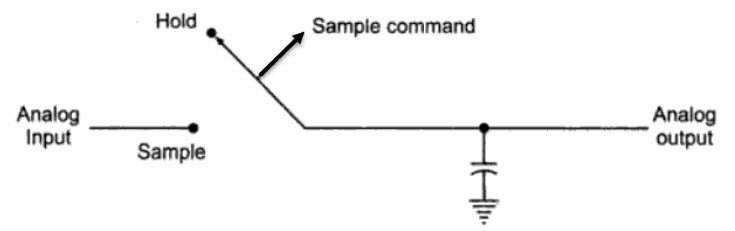 Hold
Sample command
Analog
Input
Sample
Analog
output